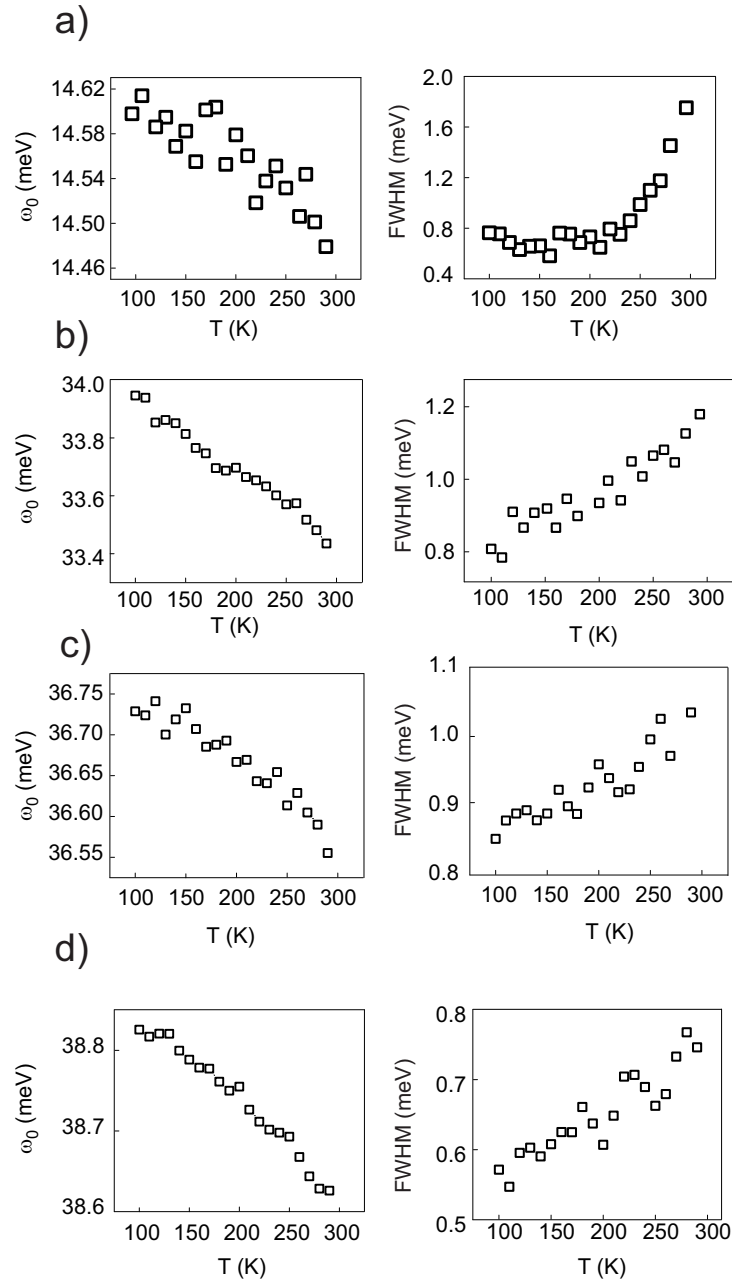 a)
ω0 (meV)
14.62
14.58
14.54
14.50
14.46
100 150 200 250 300
T (K)
FWHM (meV)
2.0
1.6
1.2
0.8
0.4
100 150 200 250 300
T (K)
b)
ω0 (meV)
34.0
33.8
33.6
33.4
100 150 200 250 300
T (K)
FWHM (meV)
1.2
1.0
0.8
100 150 200 250 300
T (K)
c)
ω0 (meV)
36.75
36.70
36.65
36.60
36.55
100 150 200 250 300
T (K)
FWHM (meV)
1.1
1.0
0.9
0.8
100 150 200 250 300
T (K)
d)
ω0 (meV)
38.8
38.7
38.6
100 150 200 250 300
T (K)
FWHM (meV)
0.8
0.7
0.6
0.5
100 150 200 250 300
T (K)